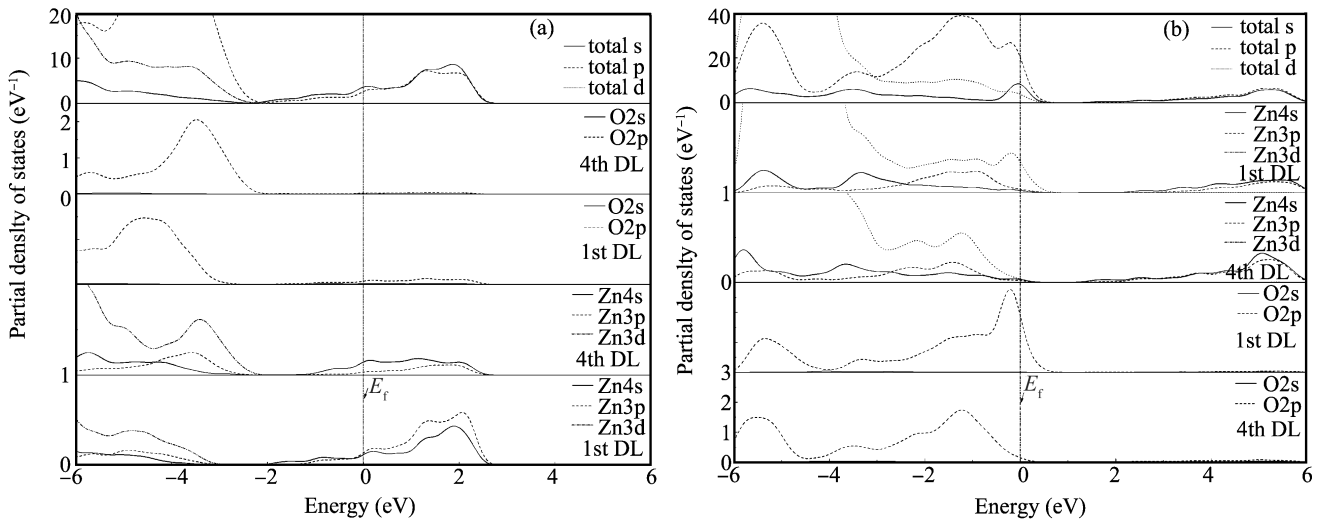 Partial density of states (eV⁻¹)
20
10
0
(a)
total s
total p
total d
2
1
0
O2s
O2p
4th DL
0
O2s
O2p
1st DL
Zn4s
Zn3p
Zn3d
4th DL
1
E_f
Zn4s
Zn3p
Zn3d
1st DL
0
−6 −4 −2 0 2 4 6
Energy (eV)
Partial density of states (eV⁻¹)
40
20
0
(b)
total s
total p
total d
Zn4s
Zn3p
Zn3d
1st DL
1
Zn4s
Zn3p
Zn3d
4th DL
0
O2s
O2p
1st DL
3
E_f
O2s
O2p
4th DL
2
1
0
−6 −4 −2 0 2 4 6
Energy (eV)